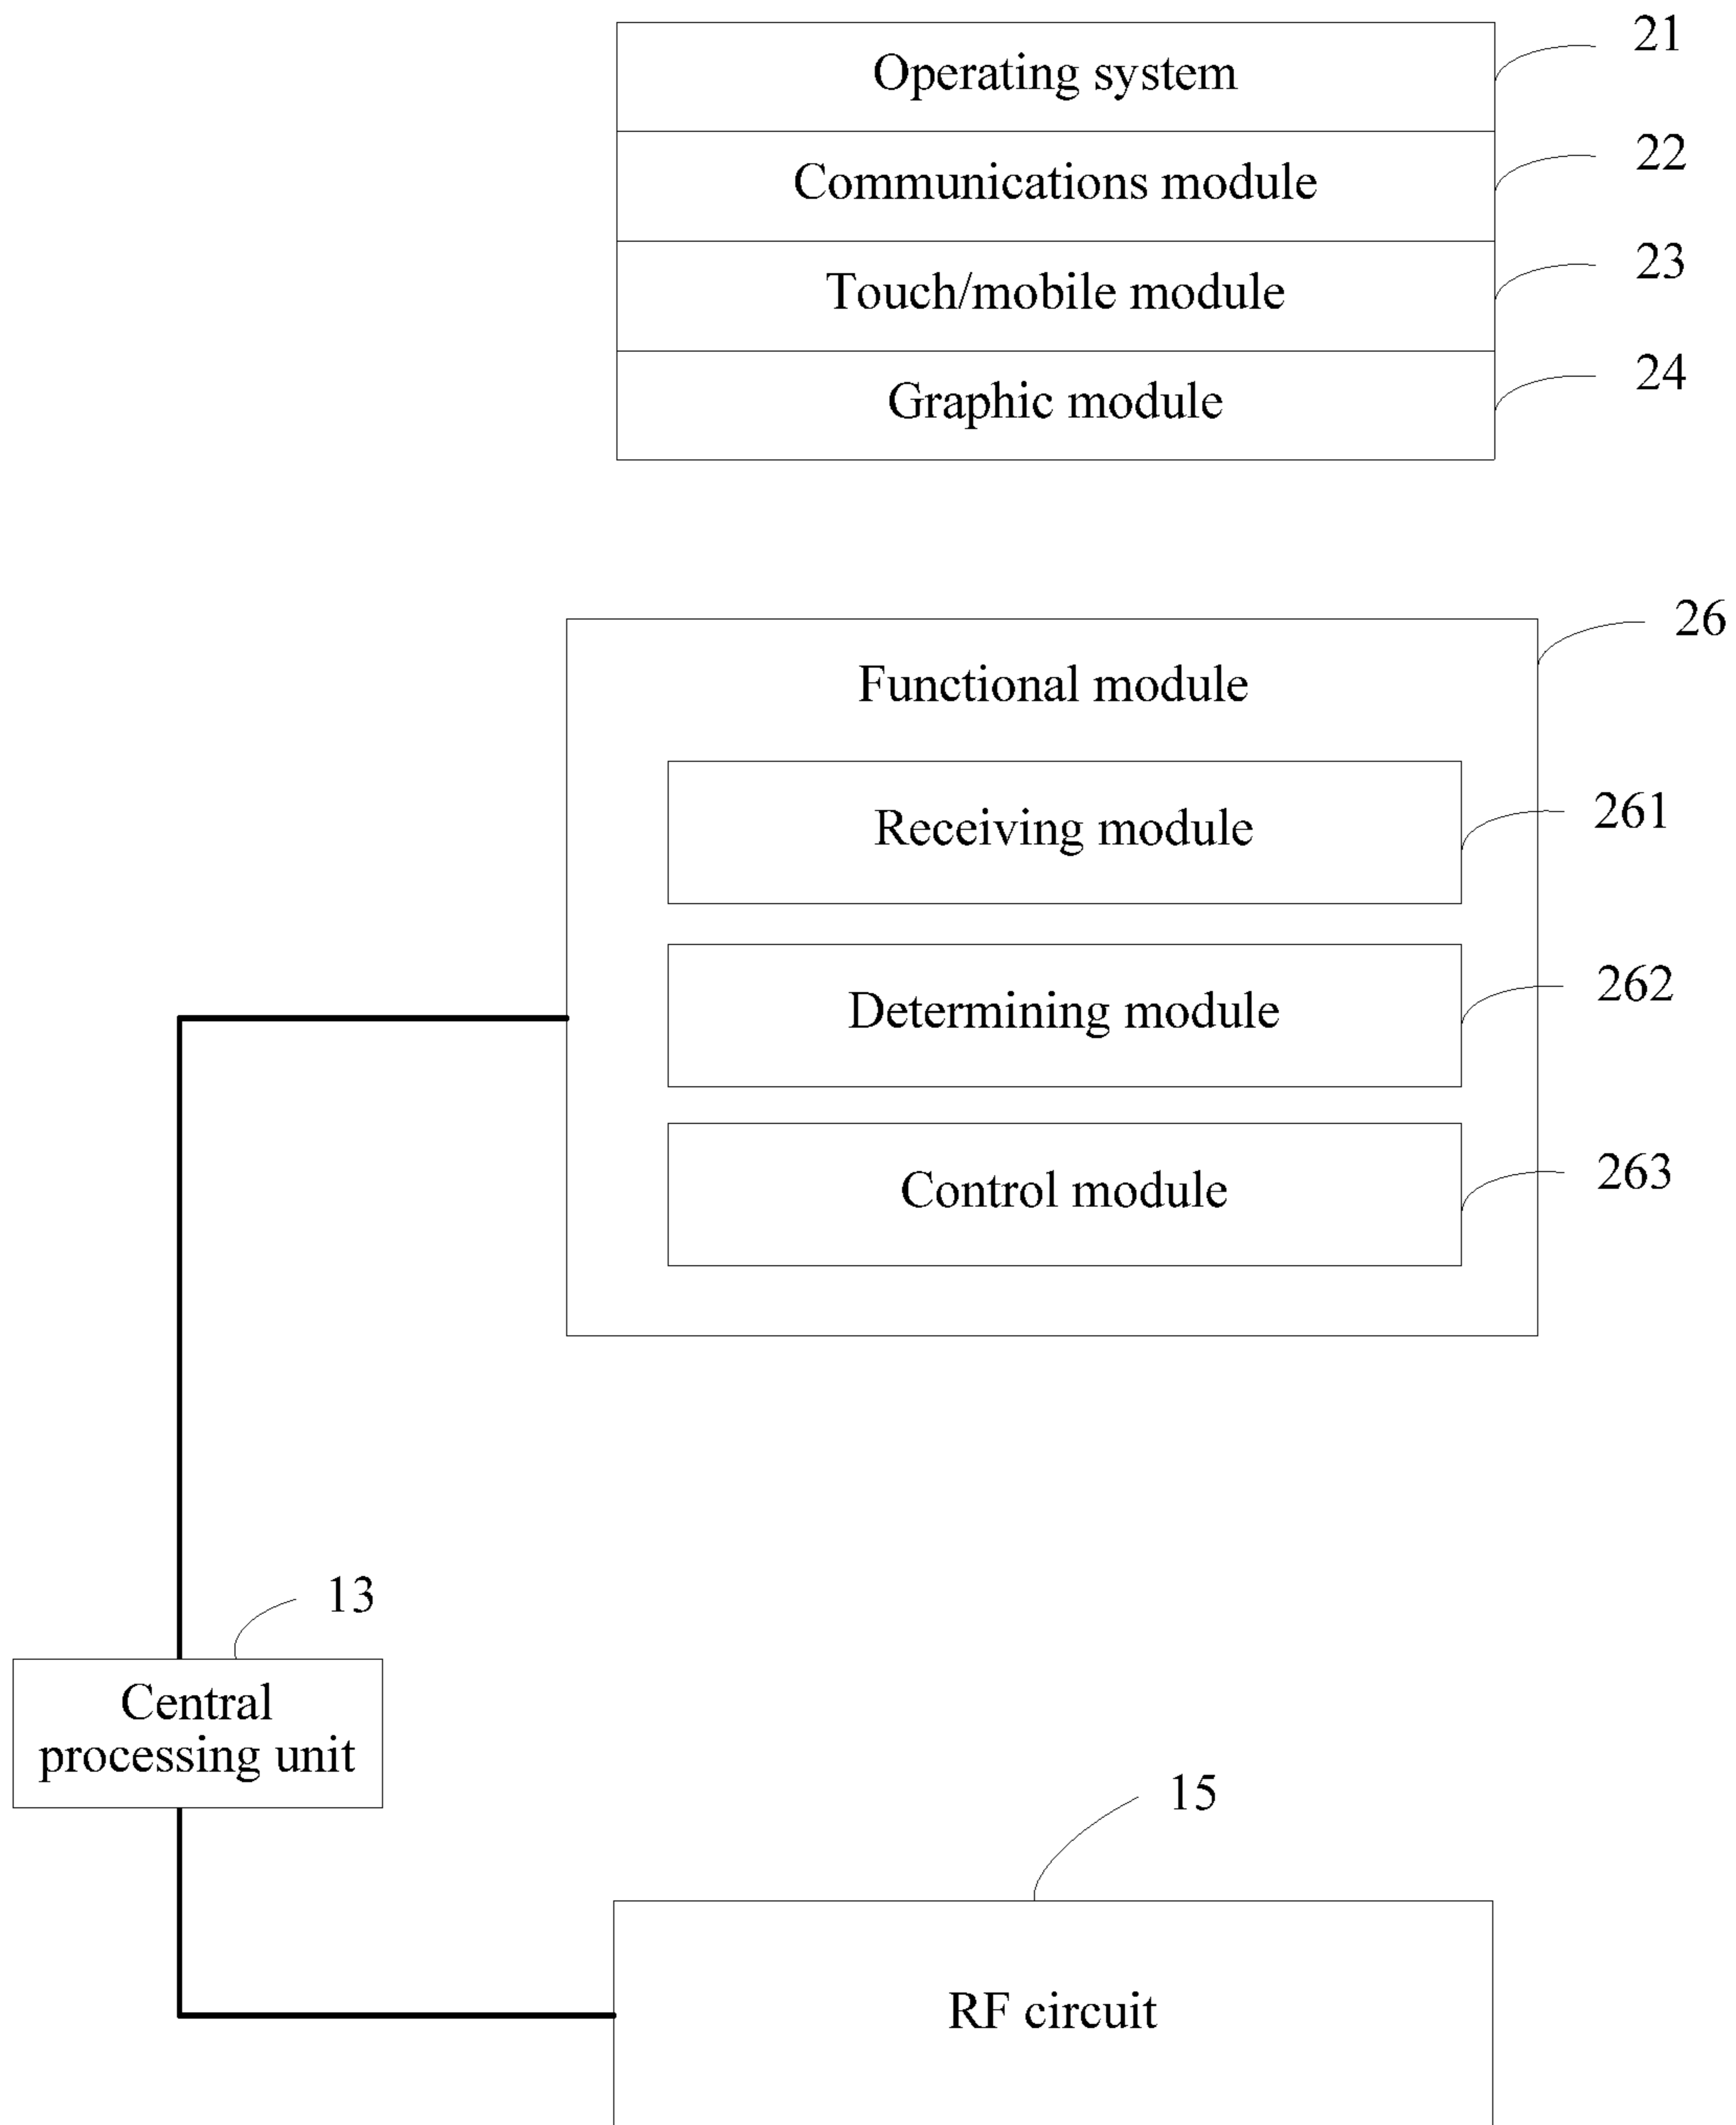 Operating system
21
Communications module
22
Touch/mobile module
23
Graphic module
24
26
Functional module
Receiving module
261
Determining module
262
Control module
263
13
Central
processing unit
15
RF circuit